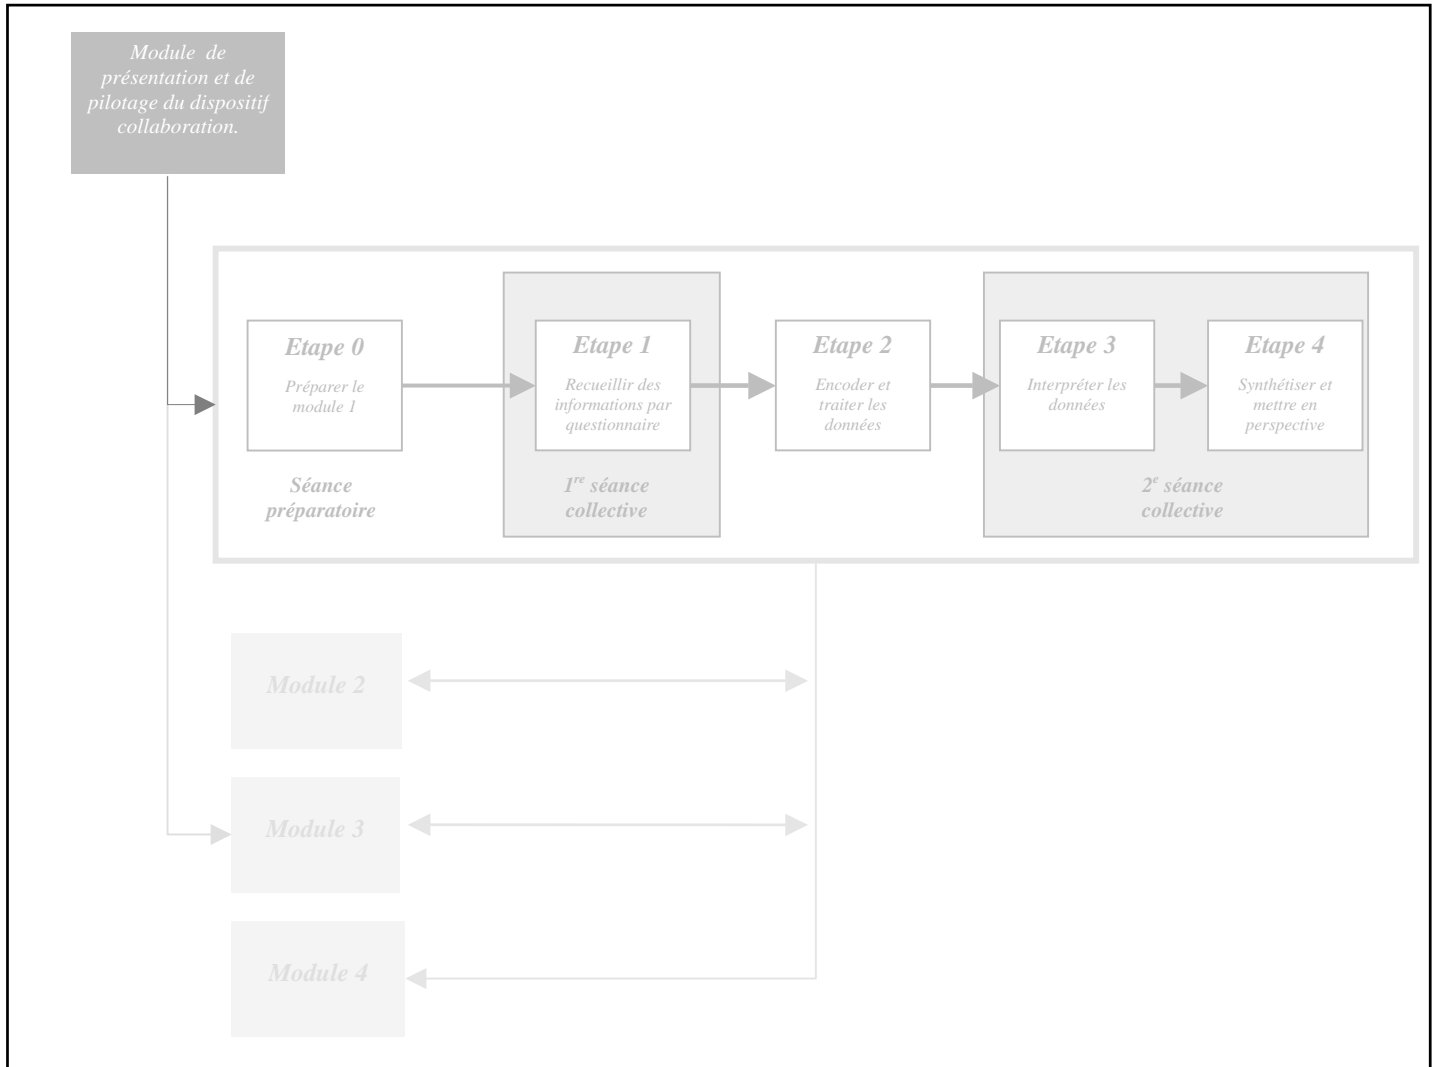 Module de
présentation et de
pilotage du dispositif
collaboration.
Etape 0
Préparer le
module 1
Séance
préparatoire
Etape 1
Recueillir des
informations par
questionnaire
1re séance
collective
Etape 2
Encoder et
traiter les
données
Etape 3
Interpréter les
données
Etape 4
Synthétiser et
mettre en
perspective
2e séance
collective
Module 2
Module 3
Module 4